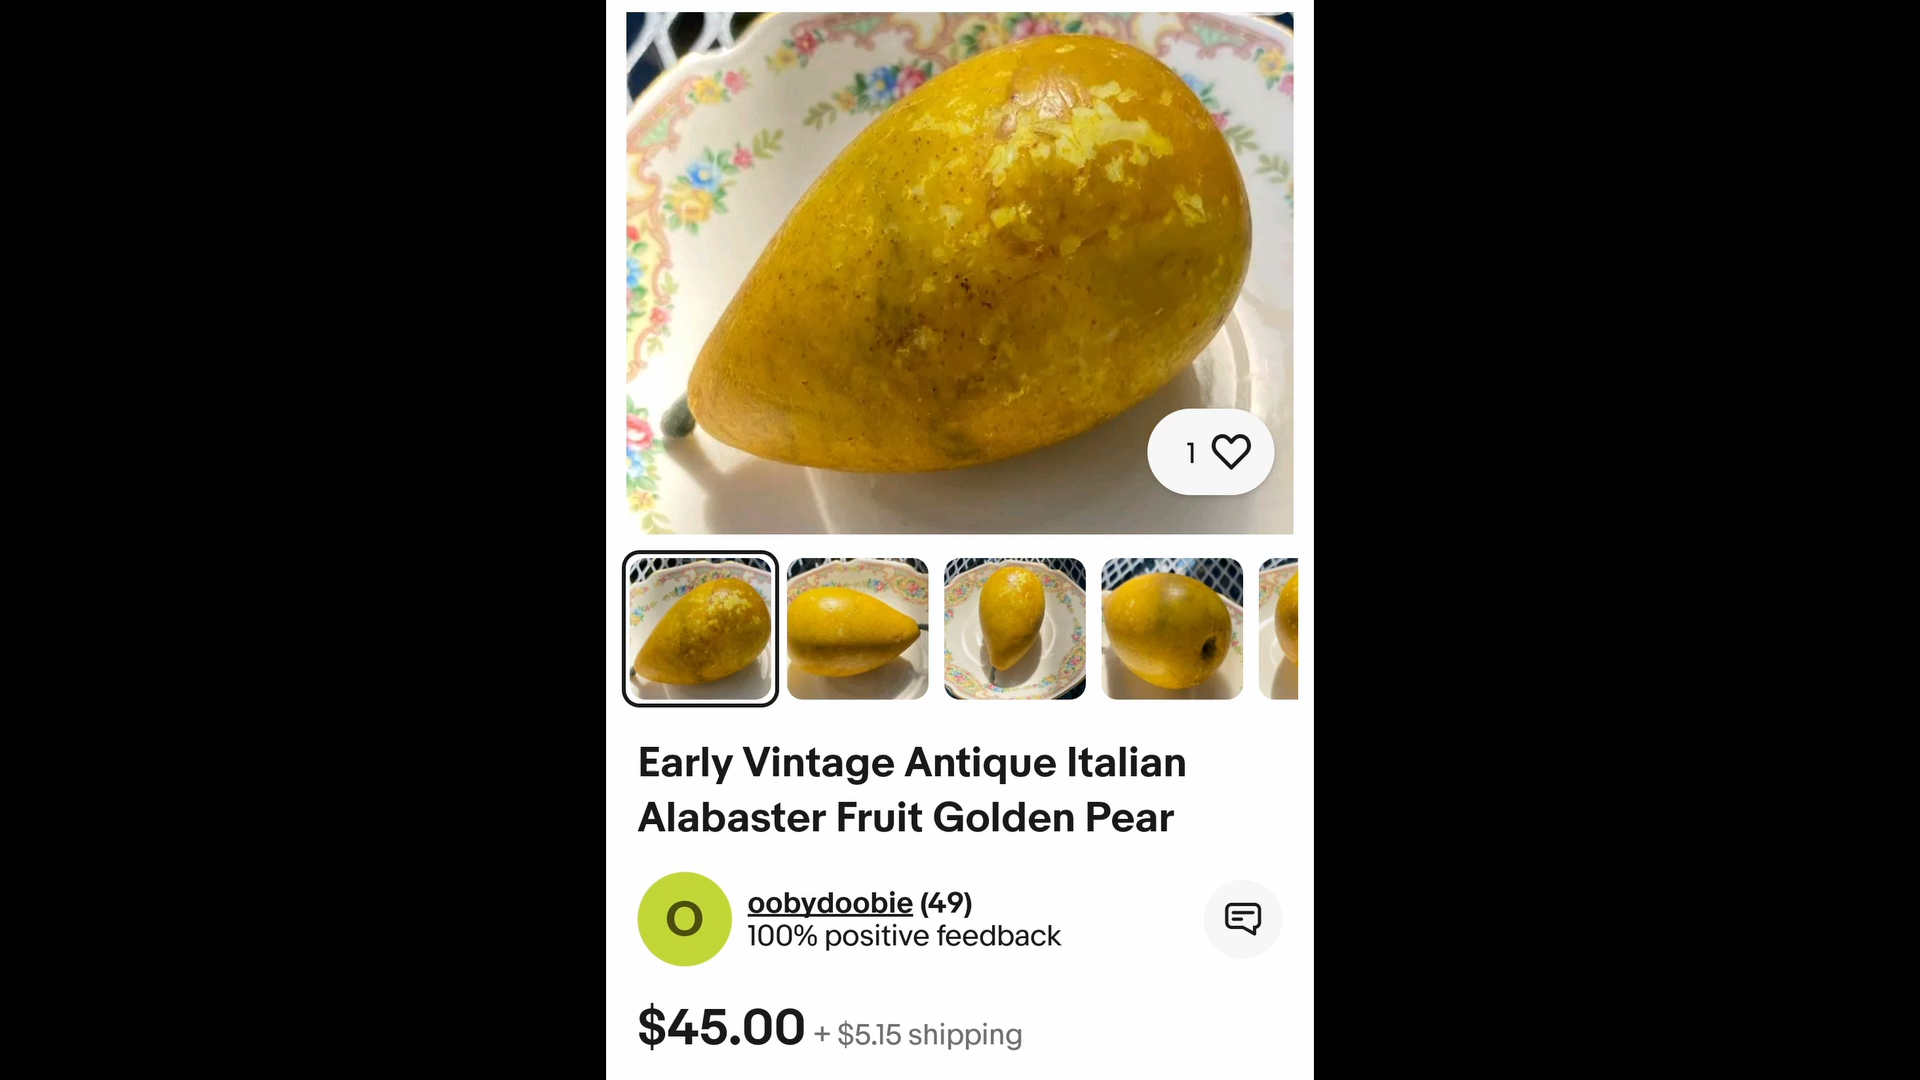 1
Early Vintage Antique Italian
Alabaster Fruit Golden Pear
O
oobydoobie (49)
100% positive feedback
$45.00 + $5.15 shipping